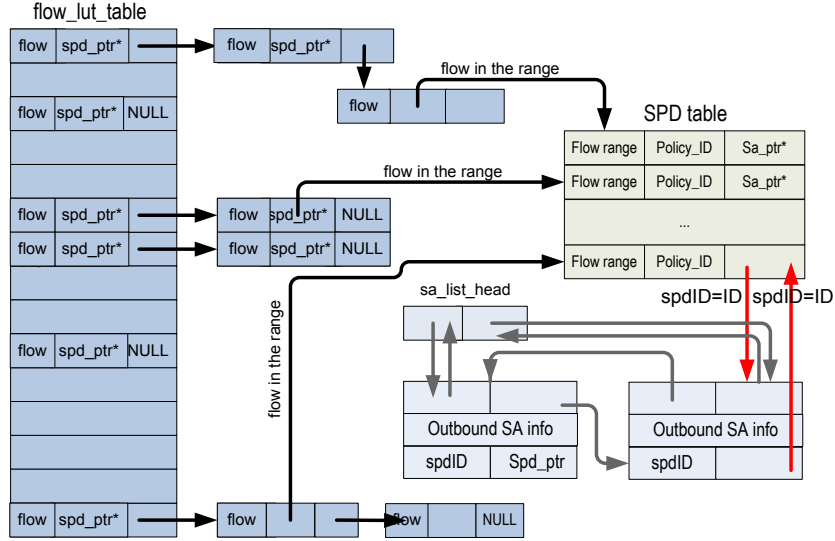 flow_lut_table
flow spd_ptr* flow spd_ptr*
flow in the range
flow
flow spd_ptr* NULL
SPD table
Flow range Policy_ID Sa_ptr*
flow in the range
Flow range Policy_ID Sa_ptr*
flow spd_ptr* flow spd_ptr* NULL
...
flow spd_ptr* flow spd_ptr* NULL
Flow range Policy_ID
sa_list_head
spdID=ID spdID=ID
flow in the range
flow spd_ptr* NULL
Outbound SA info Outbound SA info
spdID Spd_ptr spdID
flow spd_ptr* flow flow NULL